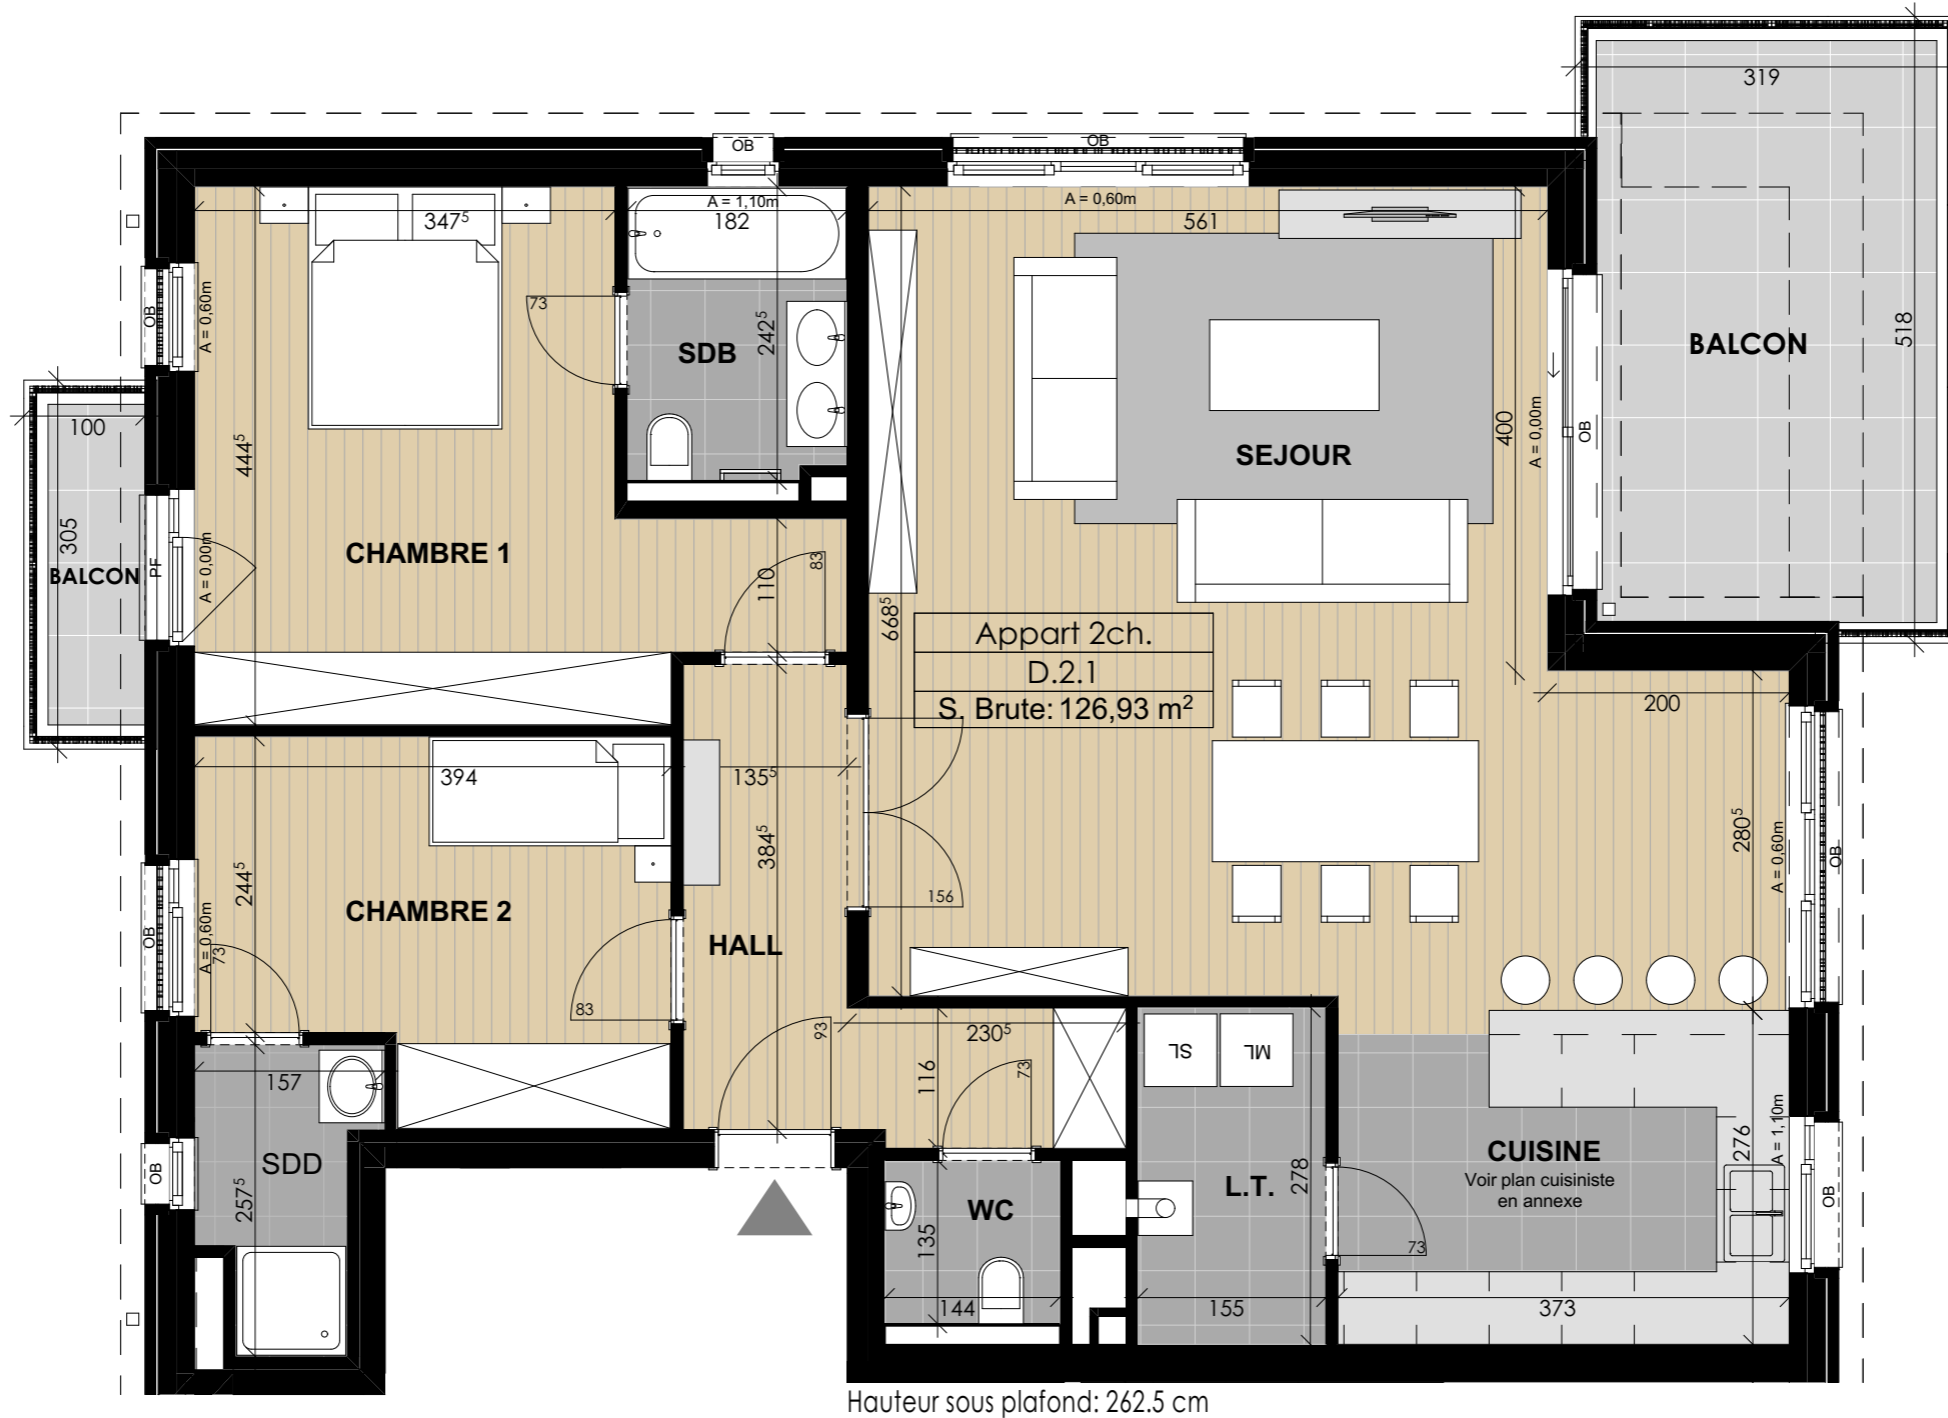 319
OB
OB
A = 1,10m
A = 0,60m
347⁵
182
561
OB
A = 0,60m
73
242⁵
SDB
BALCON
518
100
444⁵
400
A = 0,00m
OB
SEJOUR
305
BALCON
PF
A = 0,00m
CHAMBRE 1
110
83
668⁵
Appart 2ch.
D.2.1
S. Brute: 126,93 m²
200
394
135⁵
384⁵
280⁵
A = 0,60m
OB
244⁵
CHAMBRE 2
156
OB
A = 0,60m
73
HALL
83
93
230⁵
116
73
SL
ML
157
SDD
257⁵
OB
WC
135
144
L.T.
278
155
CUISINE
Voir plan cuisiniste
en annexe
276
A = 1,10m
OB
73
373
Hauteur sous plafond: 262.5 cm